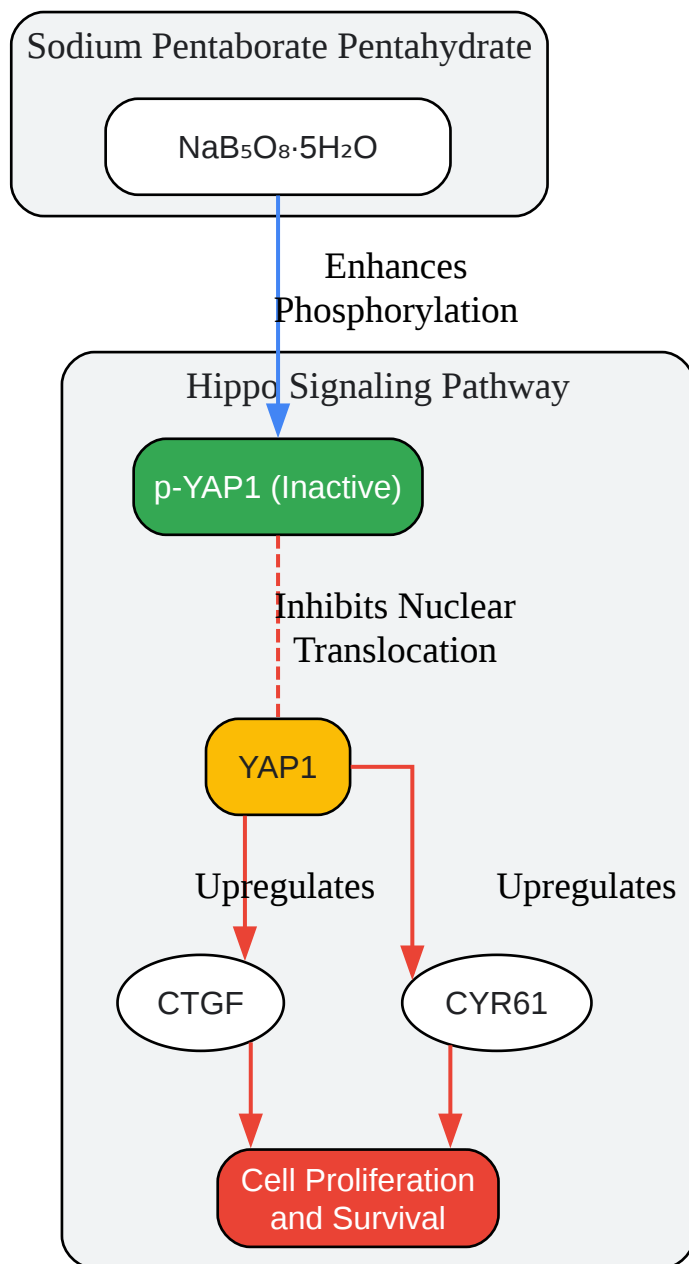 Sodium Pentaborate Pentahydrate
NaB₅O₈·5H₂O
Enhances
Phosphorylation
Hippo Signaling Pathway
p-YAP1 (Inactive)
Inhibits Nuclear
Translocation
YAP1
Upregulates
Upregulates
CTGF
CYR61
Cell Proliferation
and Survival